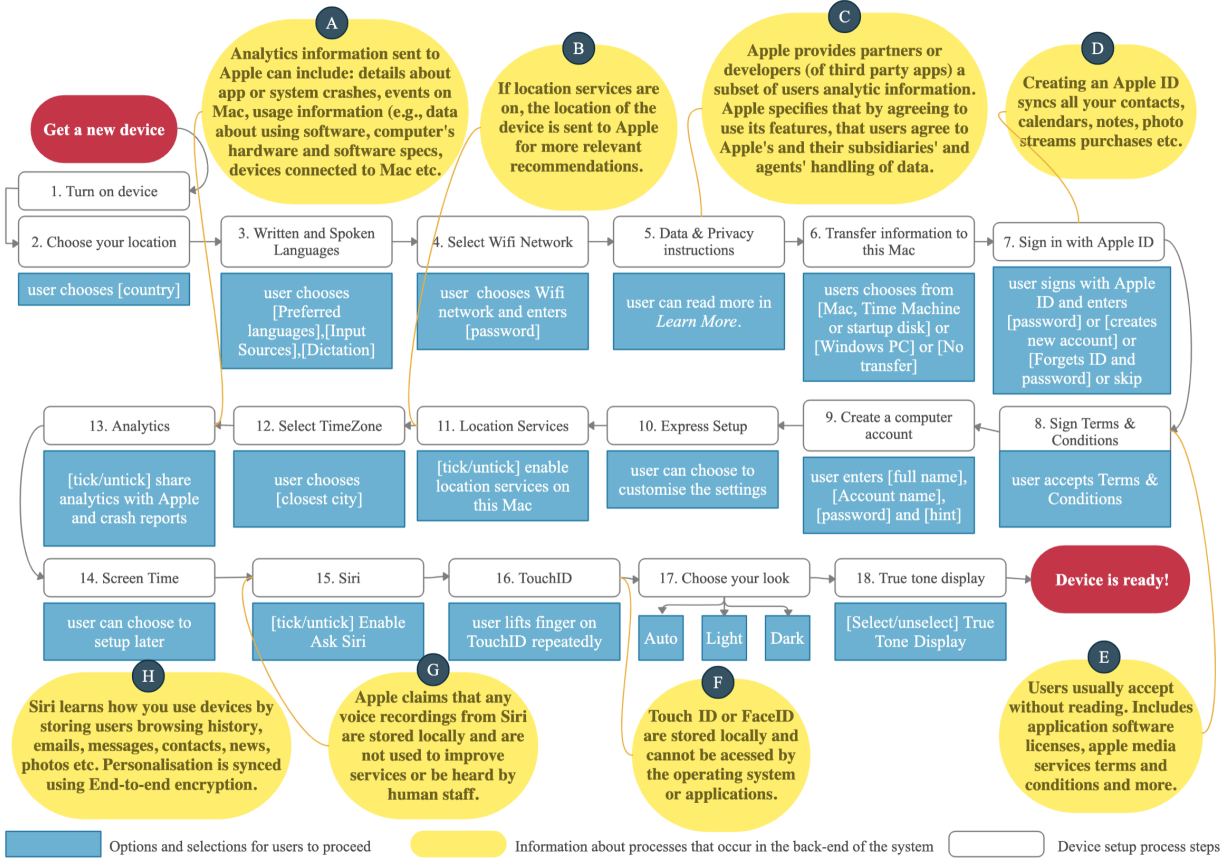 A
Analytics information sent to
Apple can include: details about
app or system crashes, events on
Mac, usage information (e.g., data
about using software, computer's
hardware and software specs,
devices connected to Mac etc.
B
If location services are
on, the location of the
device is sent to Apple
for more relevant
recommendations.
C
Apple provides partners or
developers (of third party apps) a
subset of users analytic information.
Apple specifies that by agreeing to
use its features, that users agree to
Apple's and their subsidiaries' and
agents' handling of data.
D
Creating an Apple ID
syncs all your contacts,
calendars, notes, photo
streams purchases etc.
Get a new device
1. Turn on device
2. Choose your location
user chooses [country]
3. Written and Spoken
Languages
user chooses
[Preferred
languages],[Input
Sources],[Dictation]
4. Select Wifi Network
user chooses Wifi
network and enters
[password]
5. Data & Privacy
instructions
user can read more in
Learn More.
6. Transfer information to
this Mac
users chooses from
[Mac, Time Machine
or startup disk] or
[Windows PC] or [No
transfer]
7. Sign in with Apple ID
user signs with Apple
ID and enters
[password] or [creates
new account] or
[Forgets ID and
password] or skip
8. Sign Terms &
Conditions
user accepts Terms &
Conditions
9. Create a computer
account
user enters [full name],
[Account name],
[password] and [hint]
10. Express Setup
user can choose to
customise the settings
11. Location Services
[tick/untick] enable
location services on
this Mac
12. Select TimeZone
user chooses
[closest city]
13. Analytics
[tick/untick] share
analytics with Apple
and crash reports
14. Screen Time
user can choose to
setup later
15. Siri
[tick/untick] Enable
Ask Siri
16. TouchID
user lifts finger on
TouchID repeatedly
17. Choose your look
Auto
Light
Dark
18. True tone display
[Select/unselect] True
Tone Display
Device is ready!
H
Siri learns how you use devices by
storing users browsing history,
emails, messages, contacts, news,
photos etc. Personalisation is synced
using End-to-end encryption.
G
Apple claims that any
voice recordings from Siri
are stored locally and are
not used to improve
services or be heard by
human staff.
F
Touch ID or FaceID
are stored locally and
cannot be acessed by
the operating system
or applications.
E
Users usually accept
without reading. Includes
application software
licenses, apple media
services terms and
conditions and more.
Options and selections for users to proceed
Information about processes that occur in the back-end of the system
Device setup process steps